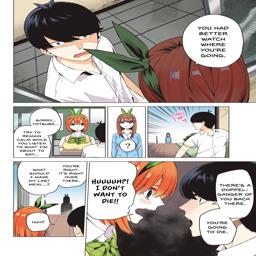 YOU HAD
BETTER
WATCH
WHERE
YOU'RE
GOING.
SORRY,
YOTSUBA.
TRY TO
REMAIN
CALM WHILE
YOU LISTEN
TO WHAT I'M
ABOUT TO
SAY...
?
THERE'S A
DOPPEL-
GANGER OF
YOU BACK
THERE.
YOU'RE
GOING
TO DIE.
HUUUUH?!
I DON'T
WANT TO
DIE!!
YOU'RE
RIGHT.
IT'S RIGHT
OVER
THERE.
WHAT
SHOULD I
MAKE MY
LAST
MEAL...?
HUH?